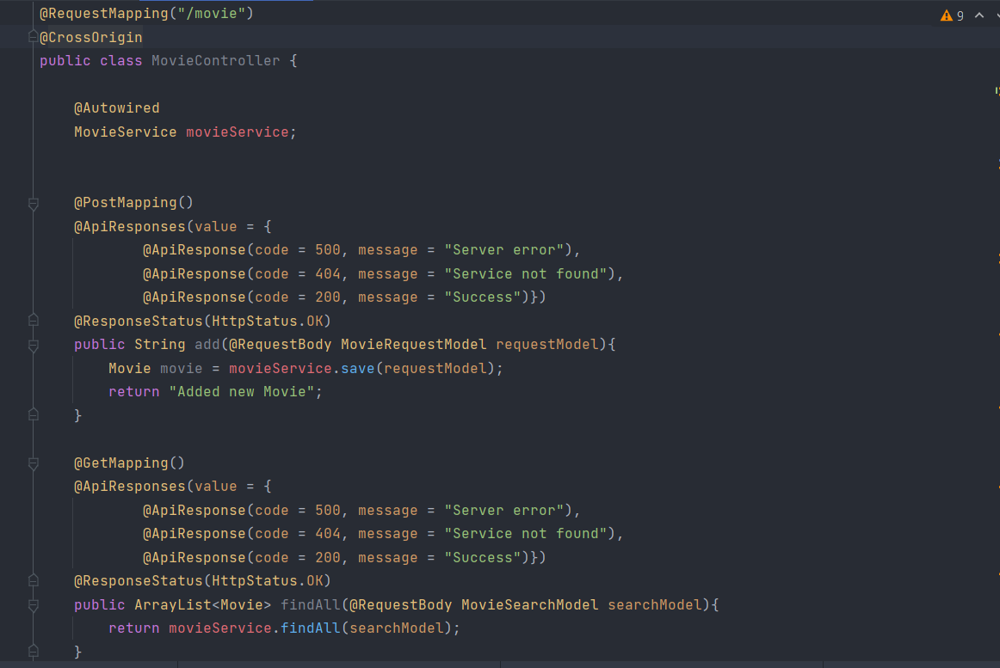 @RequestMapping("/movie")
9
@CrossOrigin
public class MovieController {
@Autowired
MovieService movieService;
@PostMapping()
@ApiResponses(value = {
@ApiResponse(code = 500, message = "Server error"),
@ApiResponse(code = 404, message = "Service not found"),
@ApiResponse(code = 200, message = "Success")})
@ResponseStatus(HttpStatus.OK)
public String add(@RequestBody MovieRequestModel requestModel){
Movie movie = movieService.save(requestModel);
return "Added new Movie";
}
@GetMapping()
@ApiResponses(value = {
@ApiResponse(code = 500, message = "Server error"),
@ApiResponse(code = 404, message = "Service not found"),
@ApiResponse(code = 200, message = "Success")})
@ResponseStatus(HttpStatus.OK)
public ArrayList<Movie> findAll(@RequestBody MovieSearchModel searchModel){
return movieService.findAll(searchModel);
}